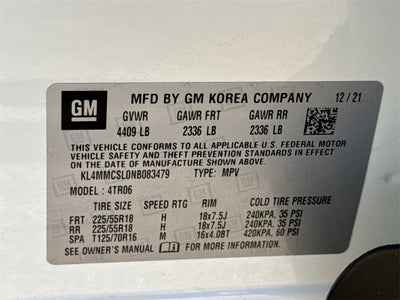 GM MFD BY GM KOREA COMPANY 12/21
GVWR GAWR FRT GAWR RR
4409 LB 2336 LB 2336 LB
THIS VEHICLE CONFORMS TO ALL APPLICABLE U.S. FEDERAL MOTOR
VEHICLE SAFETY, BUMPER, AND THEFT PREVENTION STANDARDS
IN EFFECT ON THE DATE OF MANUFACTURE SHOWN ABOVE.
KL4MMCSL0NB083479 TYPE: MPV
MODEL: 4TR06
TIRE SIZE SPEED RTG RIM COLD TIRE PRESSURE
FRT 225/55R18 H 18x7.5J 240KPA, 35 PSI
RR 225/55R18 H 18x7.5J 240KPA, 35 PSI
SPA T125/70R16 M 16x4.0BT 420KPA, 60 PSI
SEE OWNER'S MANUAL FOR MORE INFORMATION.